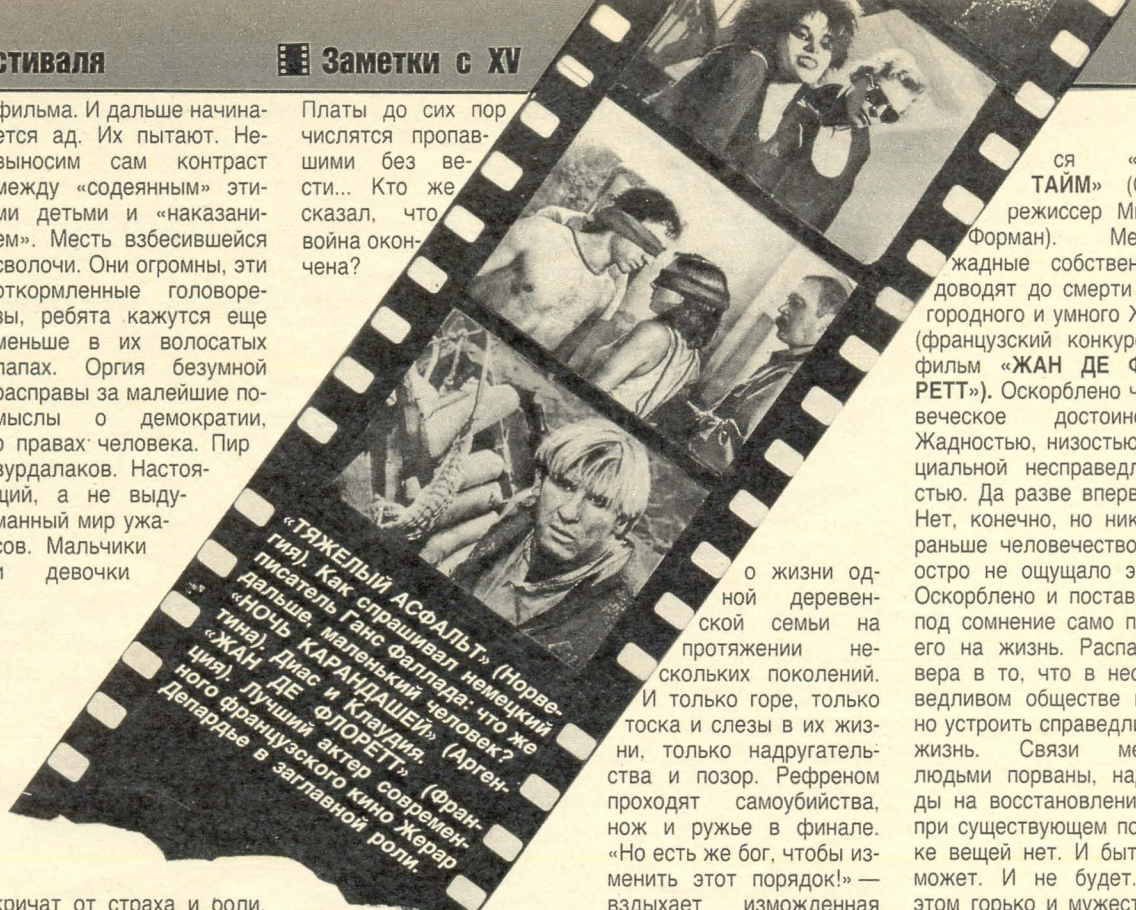 стиваля
Заметки с XV
фильма. И дальше начина-
ется ад. Их пытают. Не-
выносим сам контраст
между «содеянным» эти-
ми детьми и «наказани-
ем». Месть взбесившейся
сволочи. Они огромны, эти
откормленные головоре-
зы, ребята кажутся еще
меньше в их волосатых
лапах. Оргия безумной
расправы за малейшие по-
мыслы о демократии,
о правах человека. Пир
вурдалаков. Настоя-
щий, а не выду-
манный мир ужа-
сов. Мальчики
и девочки
кричат от страха и боли.
Платы до сих пор
числятся пропав-
шими без ве-
сти... Кто же
сказал, что
война окон-
чена?
«ТЯЖЕЛЫЙ АСФАЛЬТ» (Норве-
гия). Как спрашивал немецкий
писатель Ганс Фаллада: что же
дальше, маленький человек?
«НОЧЬ КАРАНДАШЕЙ» (Арген-
тина). Диас и Клаудия.
«ЖАН ДЕ ФЛОРЕТТ» (Фран-
ция). Лучший актер современ-
ного французского кино Жерар
Депардье в заглавной роли.
о жизни од-
ной деревен-
ской семьи на
протяжении не-
скольких поколений.
И только горе, только
тоска и слезы в их жиз-
ни, только надругатель-
ства и позор. Рефреном
проходят самоубийства,
нож и ружье в финале.
«Но есть же бог, чтобы из-
менить этот порядок!» —
вздыхает изможденная
ся «
ТАЙМ» (
режиссер М
Форман). Ме
жадные собствен
доводят до смерти
городного и умного Ж
(французский конкур
фильм «ЖАН ДЕ Ф
РЕТТ»). Оскорблено ч
веческое достоин
Жадностью, низостью
циальной несправедл
стью. Да разве вперв
Нет, конечно, но ник
раньше человечество
остро не ощущало э
Оскорблено и постав
под сомнение само п
его на жизнь. Распа
вера в то, что в нес
ведливом обществе
но устроить справедл
жизнь. Связи ме
людьми порваны, на
ды на восстановлени
при существующем по
ке вещей нет. И быт
может. И не будет.
этом горько и мужест